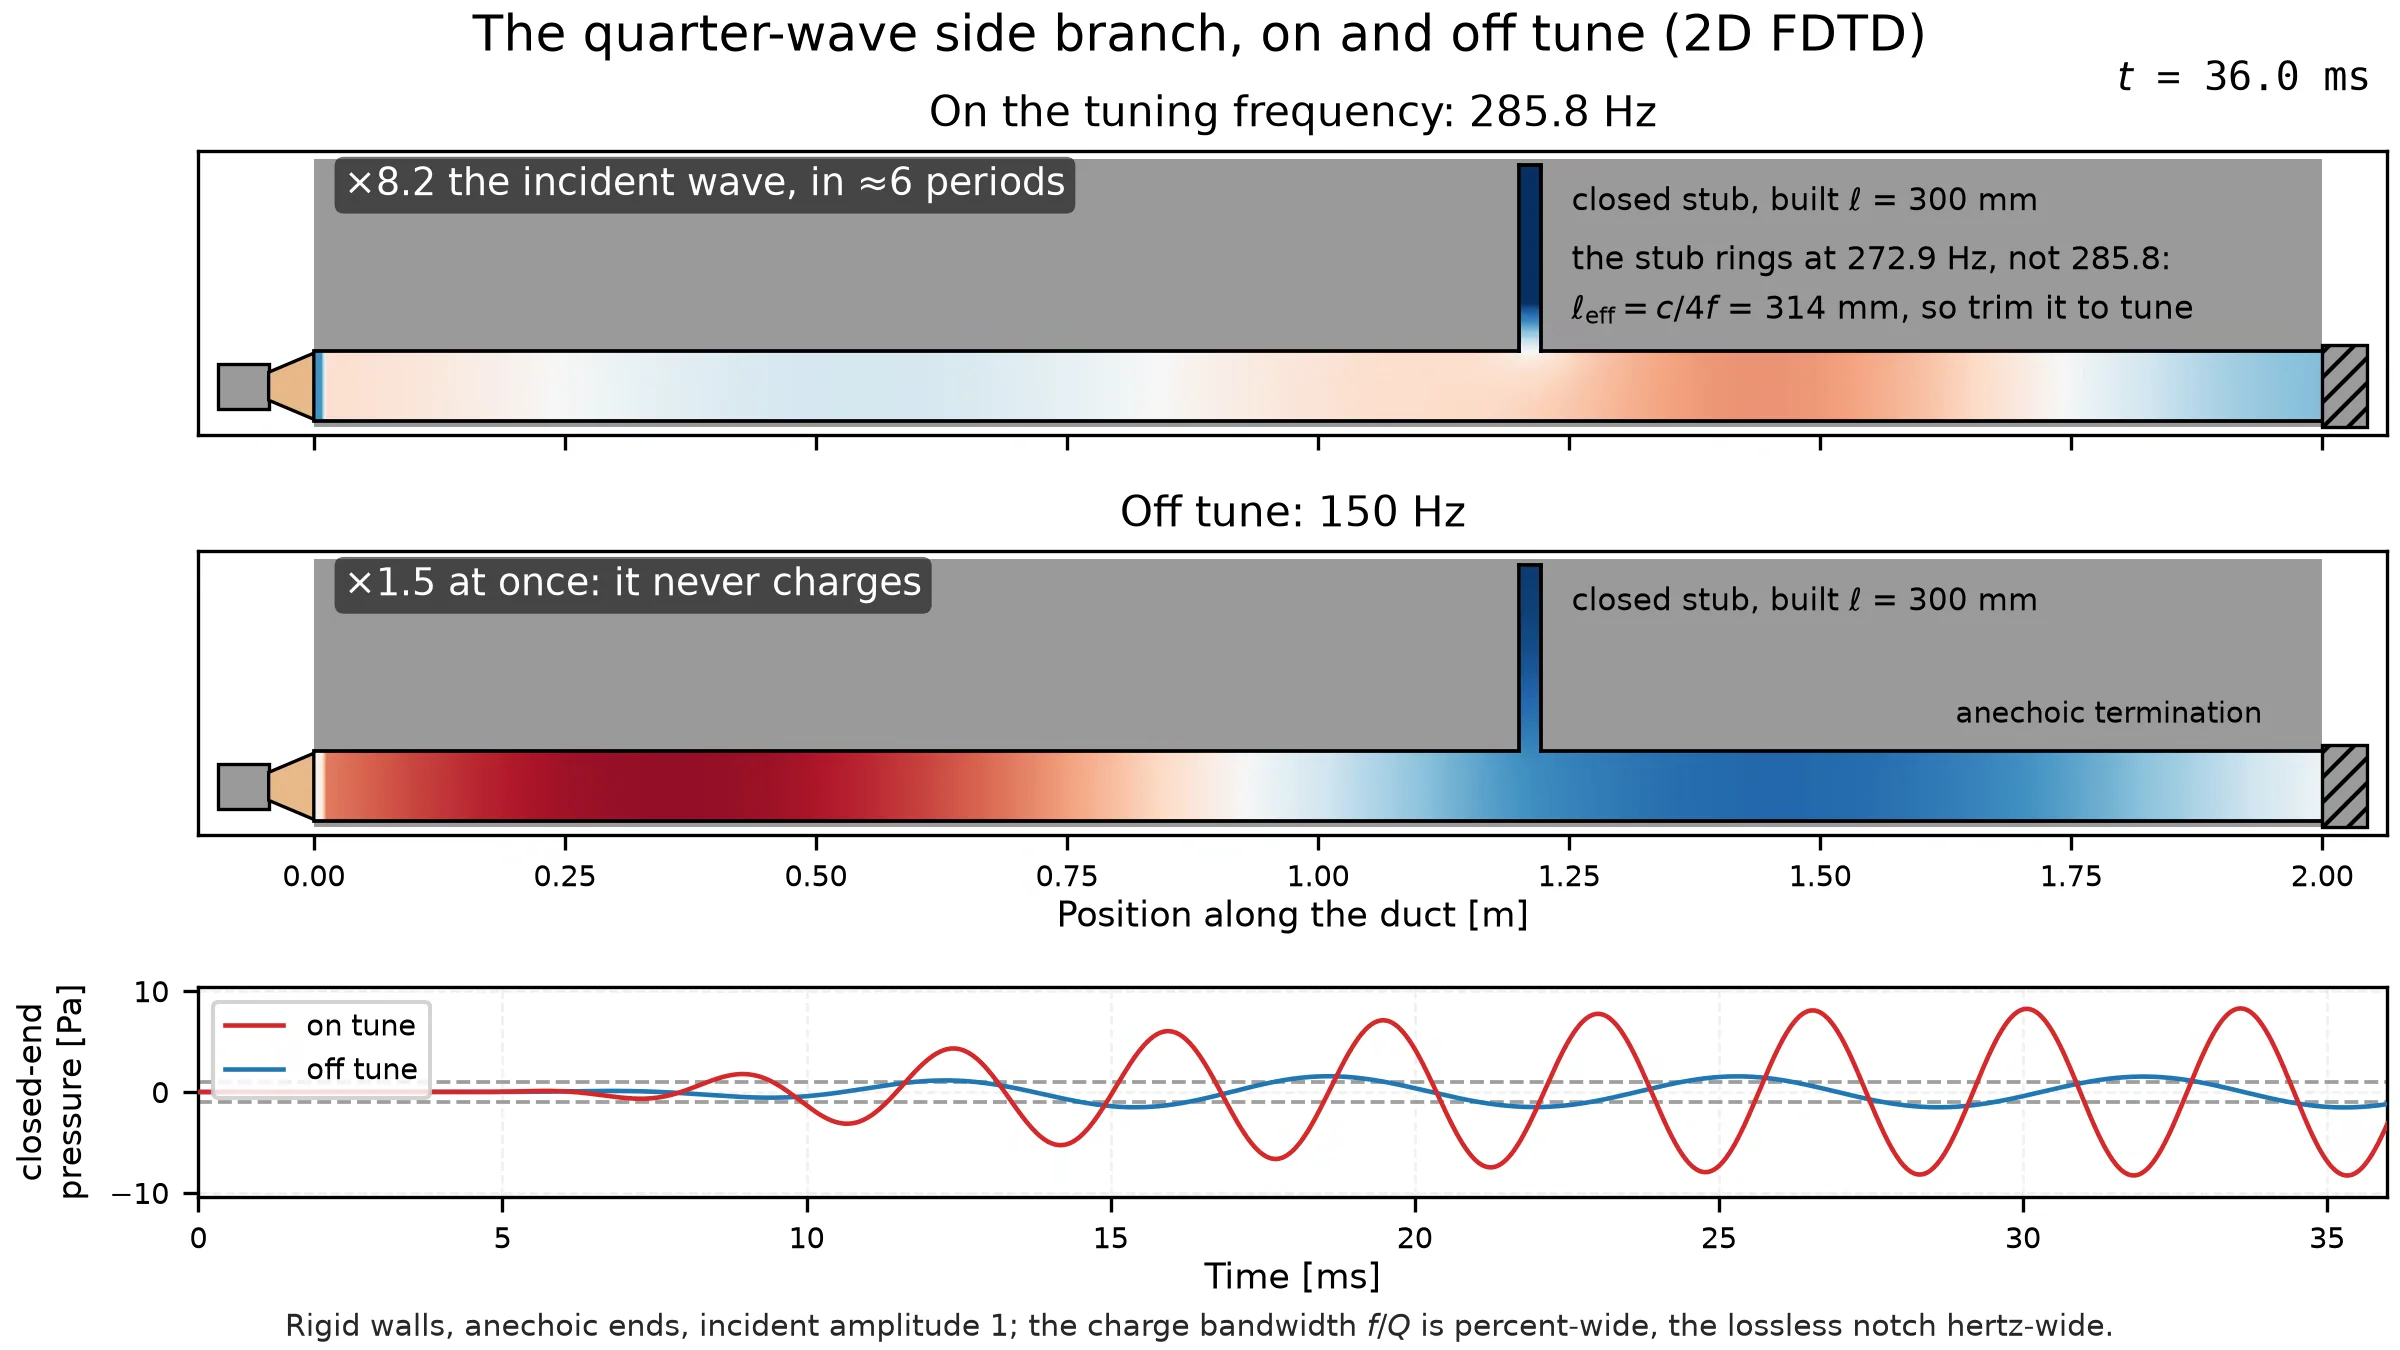 The quarter-wave side branch, on and off tune (2D FDTD)
t = 36.0 ms
On the tuning frequency: 285.8 Hz
×8.2 the incident wave, in ≈6 periods
closed stub, built ℓ = 300 mm
the stub rings at 272.9 Hz, not 285.8:
ℓeff = c/4f = 314 mm, so trim it to tune
Off tune: 150 Hz
×1.5 at once: it never charges
closed stub, built ℓ = 300 mm
anechoic termination
0.00 0.25 0.50 0.75 1.00 1.25 1.50 1.75 2.00
Position along the duct [m]
closed-end
pressure [Pa]
10
0
−10
on tune
off tune
0 5 10 15 20 25 30 35
Time [ms]
Rigid walls, anechoic ends, incident amplitude 1; the charge bandwidth f/Q is percent-wide, the lossless notch hertz-wide.